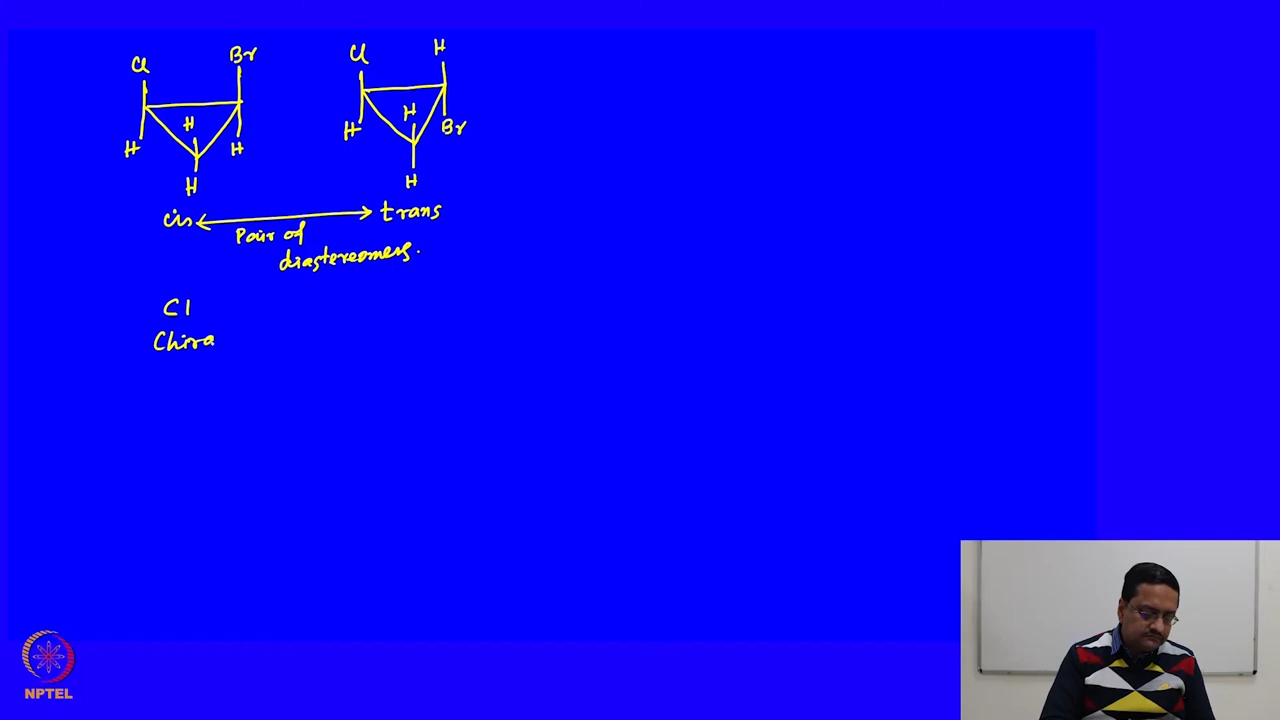 Cl Br Cl H
H H H H H Br
H H
cis trans
Pair of
diastereomers.
C1
Chira
NPTEL